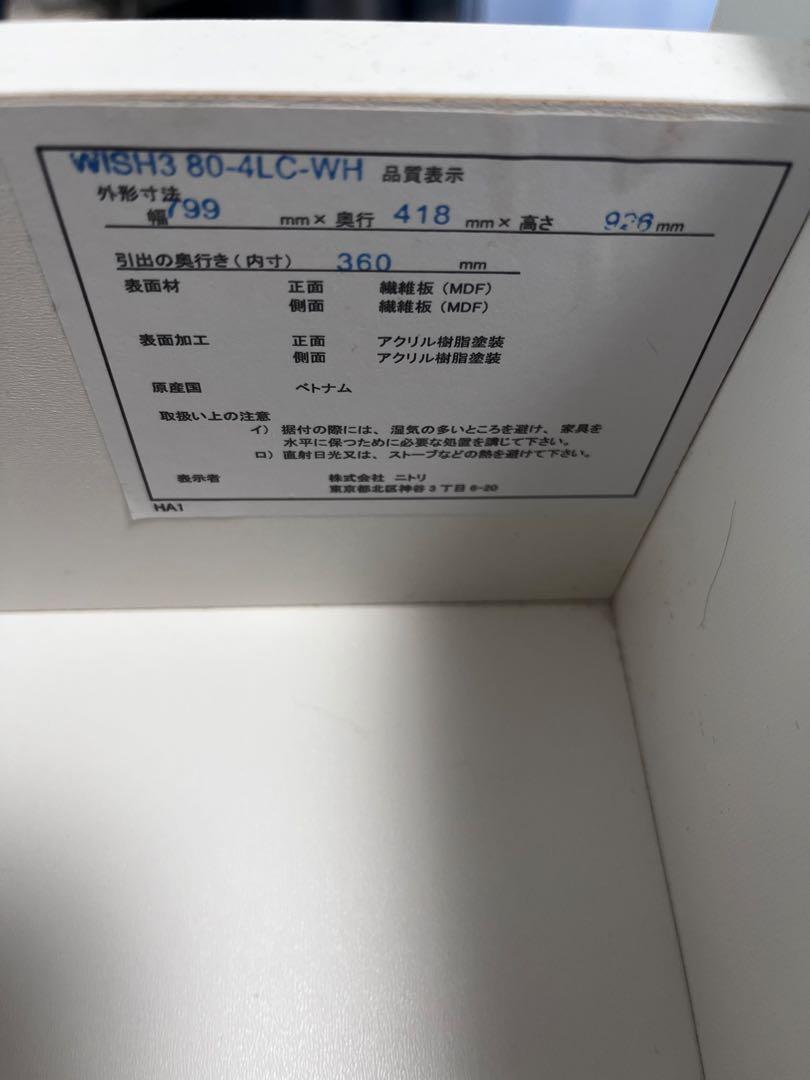 WISH3 80-4LC-WH 品質表示
外形寸法
幅 799 mm× 奥行 418 mm× 高さ 926 mm
引出の奥行き(内寸) 360 mm
表面材 正面 繊維板(MDF)
側面 繊維板(MDF)
表面加工 正面 アクリル樹脂塗装
側面 アクリル樹脂塗装
原産国 ベトナム
取扱い上の注意
イ) 据付の際には、湿気の多いところを避け、家具を
水平に保つために必要な処置を講じて下さい。
ロ) 直射日光又は、ストーブなどの熱を避けて下さい。
表示者 株式会社 ニトリ
東京都北区神谷3丁目6-20
HA1